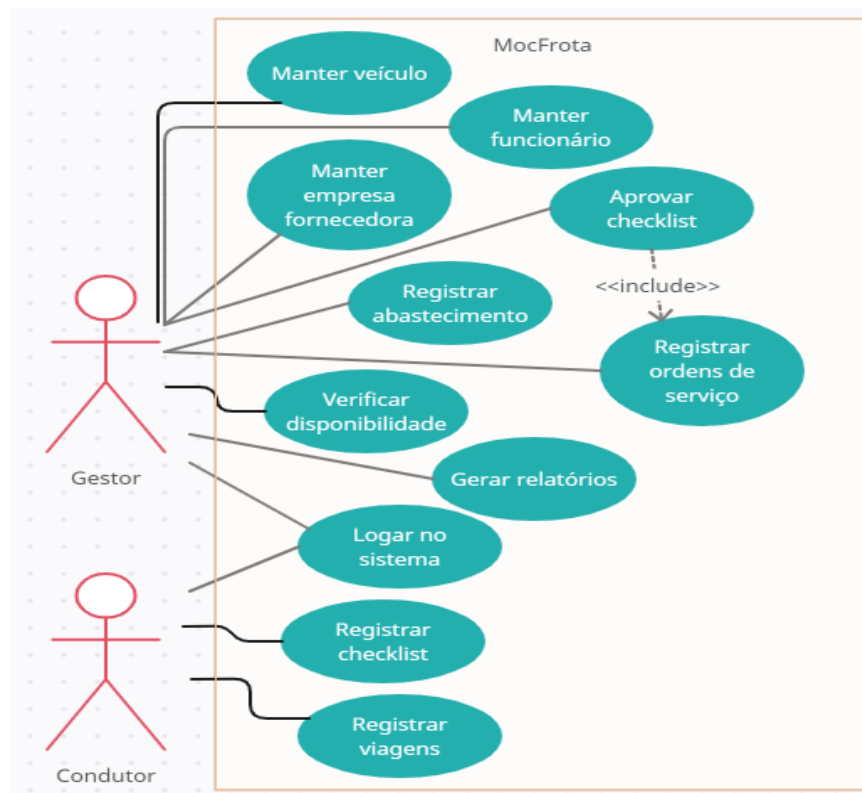 MocFrota
Manter veículo
Manter
funcionário
Manter
empresa
fornecedora
Aprovar
checklist
<<include>>
Registrar
abastecimento
Registrar
ordens de
serviço
Verificar
disponibilidade
Gestor
Gerar relatórios
Logar no
sistema
Registrar
checklist
Registrar
viagens
Condutor